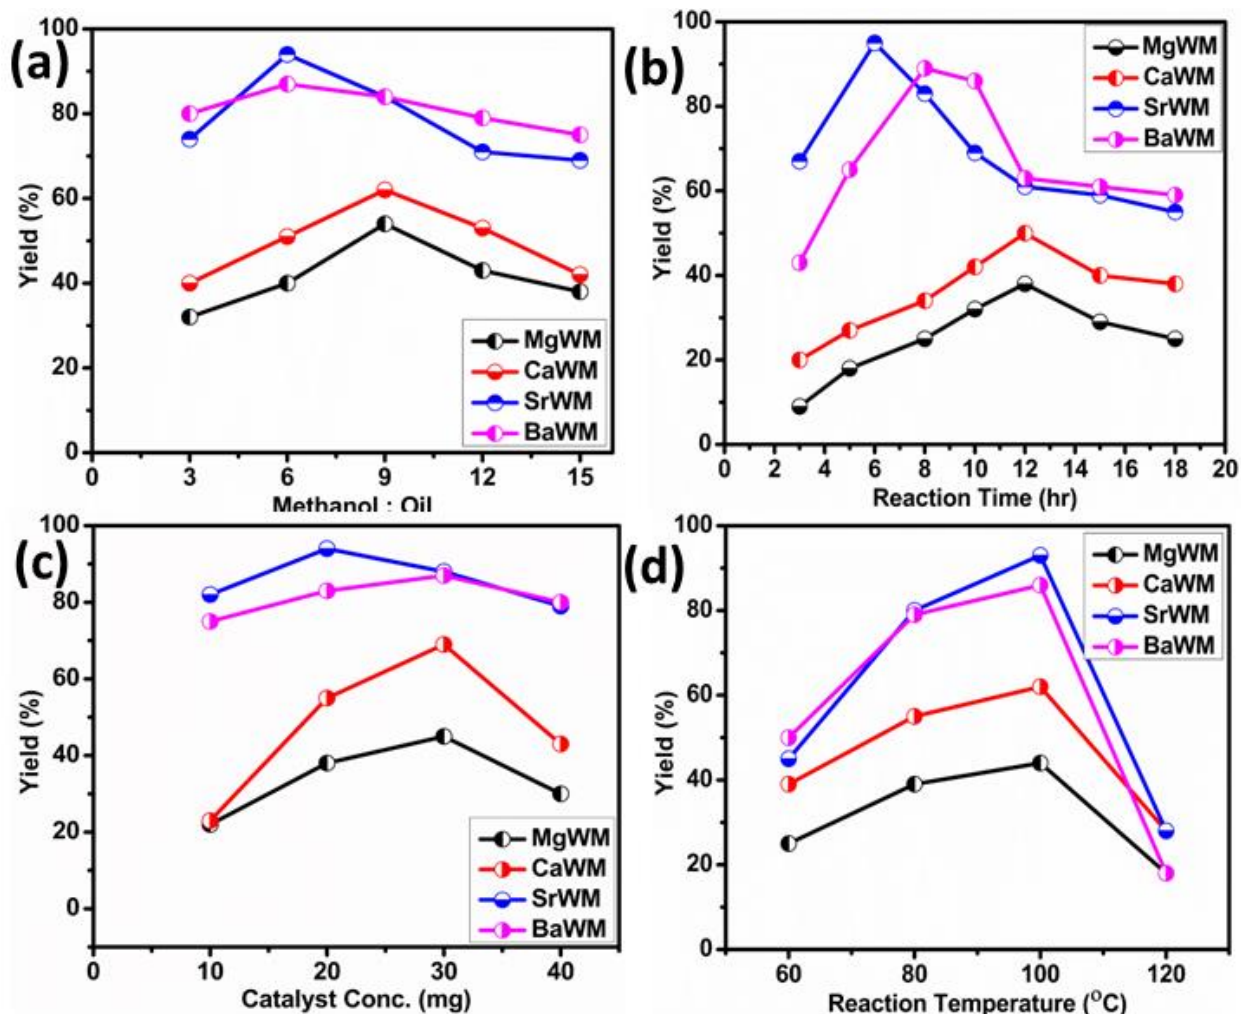 (a)
100
80
60
40
20
0
Yield (%)
0 3 6 9 12 15
Methanol : Oil
MgWM
CaWM
SrWM
BaWM
(b)
100
80
60
40
20
0
Yield (%)
0 2 4 6 8 10 12 14 16 18 20
Reaction Time (hr)
MgWM
CaWM
SrWM
BaWM
(c)
100
80
60
40
20
0
Yield (%)
0 10 20 30 40
Catalyst Conc. (mg)
MgWM
CaWM
SrWM
BaWM
(d)
100
80
60
40
20
0
Yield (%)
60 80 100 120
Reaction Temperature (°C)
MgWM
CaWM
SrWM
BaWM